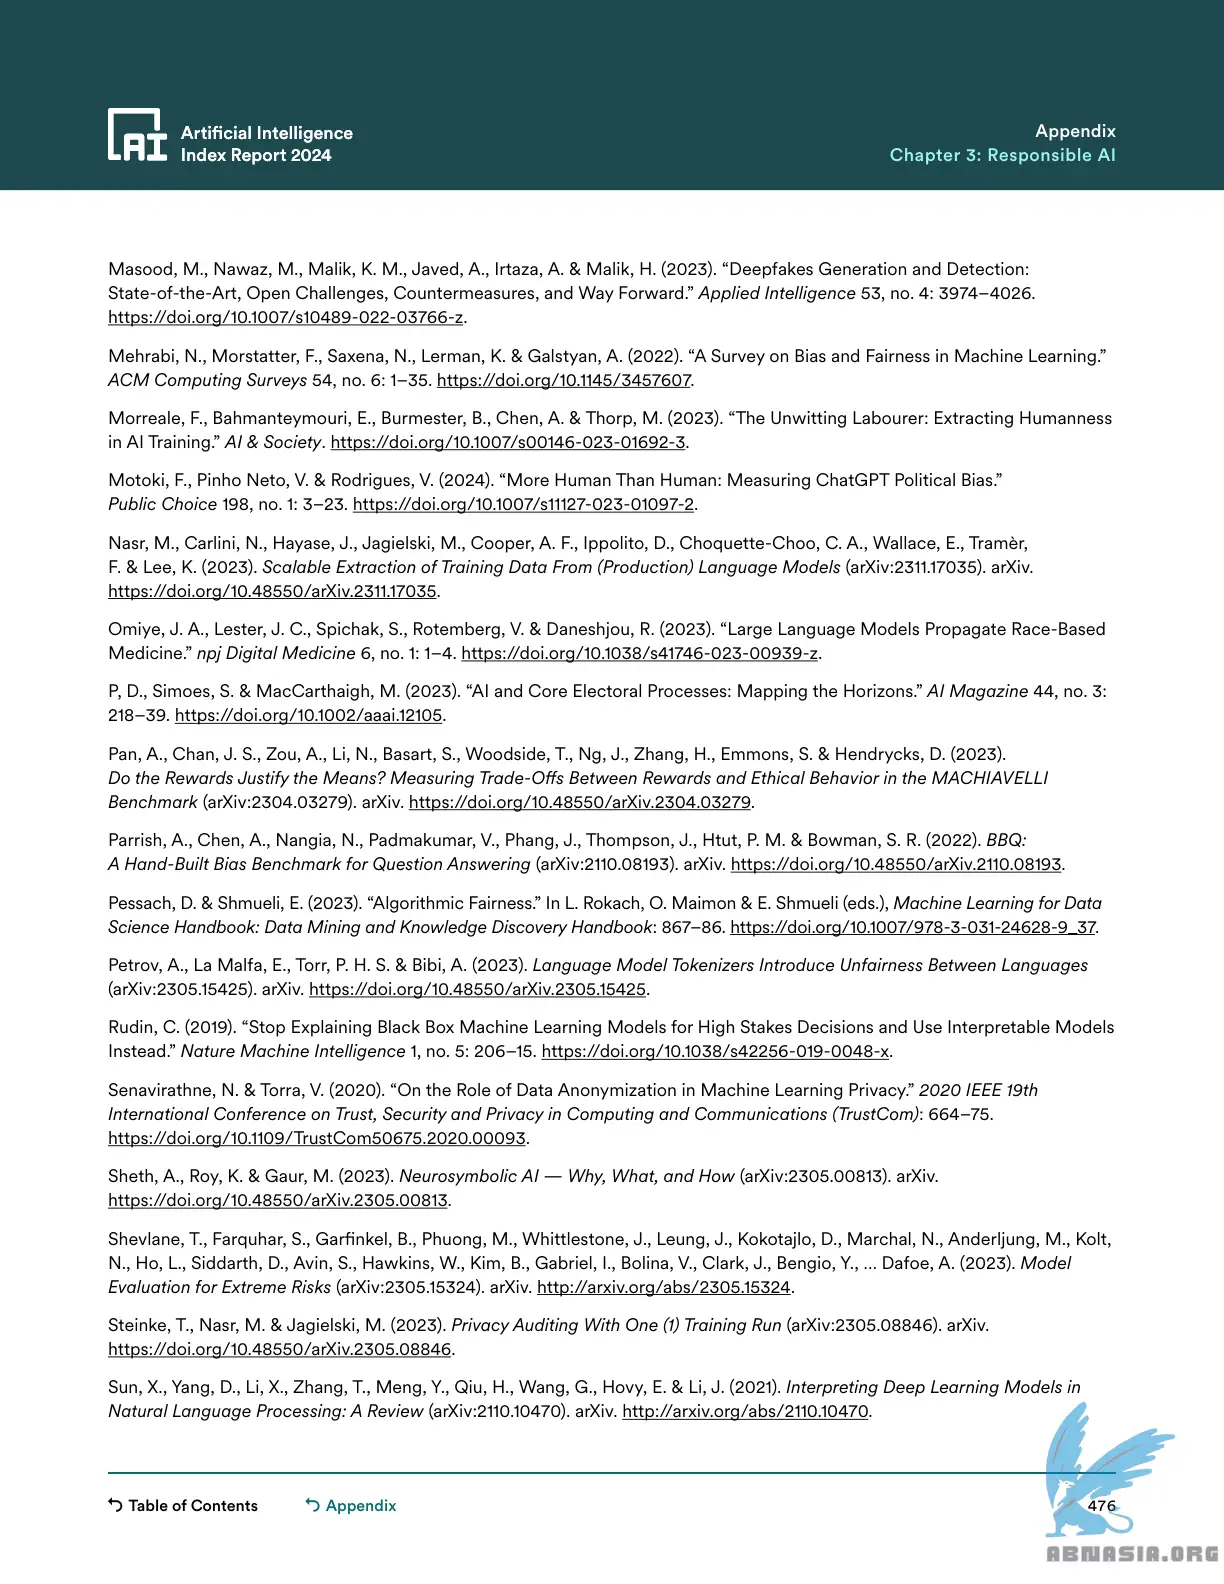 AI
Artificial Intelligence
Index Report 2024
Appendix
Chapter 3: Responsible AI
Masood, M., Nawaz, M., Malik, K. M., Javed, A., Irtaza, A. & Malik, H. (2023). “Deepfakes Generation and Detection:
State-of-the-Art, Open Challenges, Countermeasures, and Way Forward.” Applied Intelligence 53, no. 4: 3974–4026.
https://doi.org/10.1007/s10489-022-03766-z.
Mehrabi, N., Morstatter, F., Saxena, N., Lerman, K. & Galstyan, A. (2022). “A Survey on Bias and Fairness in Machine Learning.”
ACM Computing Surveys 54, no. 6: 1–35. https://doi.org/10.1145/3457607.
Morreale, F., Bahmanteymouri, E., Burmester, B., Chen, A. & Thorp, M. (2023). “The Unwitting Labourer: Extracting Humanness
in AI Training.” AI & Society. https://doi.org/10.1007/s00146-023-01692-3.
Motoki, F., Pinho Neto, V. & Rodrigues, V. (2024). “More Human Than Human: Measuring ChatGPT Political Bias.”
Public Choice 198, no. 1: 3–23. https://doi.org/10.1007/s11127-023-01097-2.
Nasr, M., Carlini, N., Hayase, J., Jagielski, M., Cooper, A. F., Ippolito, D., Choquette-Choo, C. A., Wallace, E., Tramèr,
F. & Lee, K. (2023). Scalable Extraction of Training Data From (Production) Language Models (arXiv:2311.17035). arXiv.
https://doi.org/10.48550/arXiv.2311.17035.
Omiye, J. A., Lester, J. C., Spichak, S., Rotemberg, V. & Daneshjou, R. (2023). “Large Language Models Propagate Race-Based
Medicine.” npj Digital Medicine 6, no. 1: 1–4. https://doi.org/10.1038/s41746-023-00939-z.
P, D., Simoes, S. & MacCarthaigh, M. (2023). “AI and Core Electoral Processes: Mapping the Horizons.” AI Magazine 44, no. 3:
218–39. https://doi.org/10.1002/aaai.12105.
Pan, A., Chan, J. S., Zou, A., Li, N., Basart, S., Woodside, T., Ng, J., Zhang, H., Emmons, S. & Hendrycks, D. (2023).
Do the Rewards Justify the Means? Measuring Trade-Offs Between Rewards and Ethical Behavior in the MACHIAVELLI
Benchmark (arXiv:2304.03279). arXiv. https://doi.org/10.48550/arXiv.2304.03279.
Parrish, A., Chen, A., Nangia, N., Padmakumar, V., Phang, J., Thompson, J., Htut, P. M. & Bowman, S. R. (2022). BBQ:
A Hand-Built Bias Benchmark for Question Answering (arXiv:2110.08193). arXiv. https://doi.org/10.48550/arXiv.2110.08193.
Pessach, D. & Shmueli, E. (2023). “Algorithmic Fairness.” In L. Rokach, O. Maimon & E. Shmueli (eds.), Machine Learning for Data
Science Handbook: Data Mining and Knowledge Discovery Handbook: 867–86. https://doi.org/10.1007/978-3-031-24628-9_37.
Petrov, A., La Malfa, E., Torr, P. H. S. & Bibi, A. (2023). Language Model Tokenizers Introduce Unfairness Between Languages
(arXiv:2305.15425). arXiv. https://doi.org/10.48550/arXiv.2305.15425.
Rudin, C. (2019). “Stop Explaining Black Box Machine Learning Models for High Stakes Decisions and Use Interpretable Models
Instead.” Nature Machine Intelligence 1, no. 5: 206–15. https://doi.org/10.1038/s42256-019-0048-x.
Senavirathne, N. & Torra, V. (2020). “On the Role of Data Anonymization in Machine Learning Privacy.” 2020 IEEE 19th
International Conference on Trust, Security and Privacy in Computing and Communications (TrustCom): 664–75.
https://doi.org/10.1109/TrustCom50675.2020.00093.
Sheth, A., Roy, K. & Gaur, M. (2023). Neurosymbolic AI — Why, What, and How (arXiv:2305.00813). arXiv.
https://doi.org/10.48550/arXiv.2305.00813.
Shevlane, T., Farquhar, S., Garfinkel, B., Phuong, M., Whittlestone, J., Leung, J., Kokotajlo, D., Marchal, N., Anderljung, M., Kolt,
N., Ho, L., Siddarth, D., Avin, S., Hawkins, W., Kim, B., Gabriel, I., Bolina, V., Clark, J., Bengio, Y., ... Dafoe, A. (2023). Model
Evaluation for Extreme Risks (arXiv:2305.15324). arXiv. http://arxiv.org/abs/2305.15324.
Steinke, T., Nasr, M. & Jagielski, M. (2023). Privacy Auditing With One (1) Training Run (arXiv:2305.08846). arXiv.
https://doi.org/10.48550/arXiv.2305.08846.
Sun, X., Yang, D., Li, X., Zhang, T., Meng, Y., Qiu, H., Wang, G., Hovy, E. & Li, J. (2021). Interpreting Deep Learning Models in
Natural Language Processing: A Review (arXiv:2110.10470). arXiv. http://arxiv.org/abs/2110.10470.
Table of Contents
Appendix
476
ABNASIA.ORG